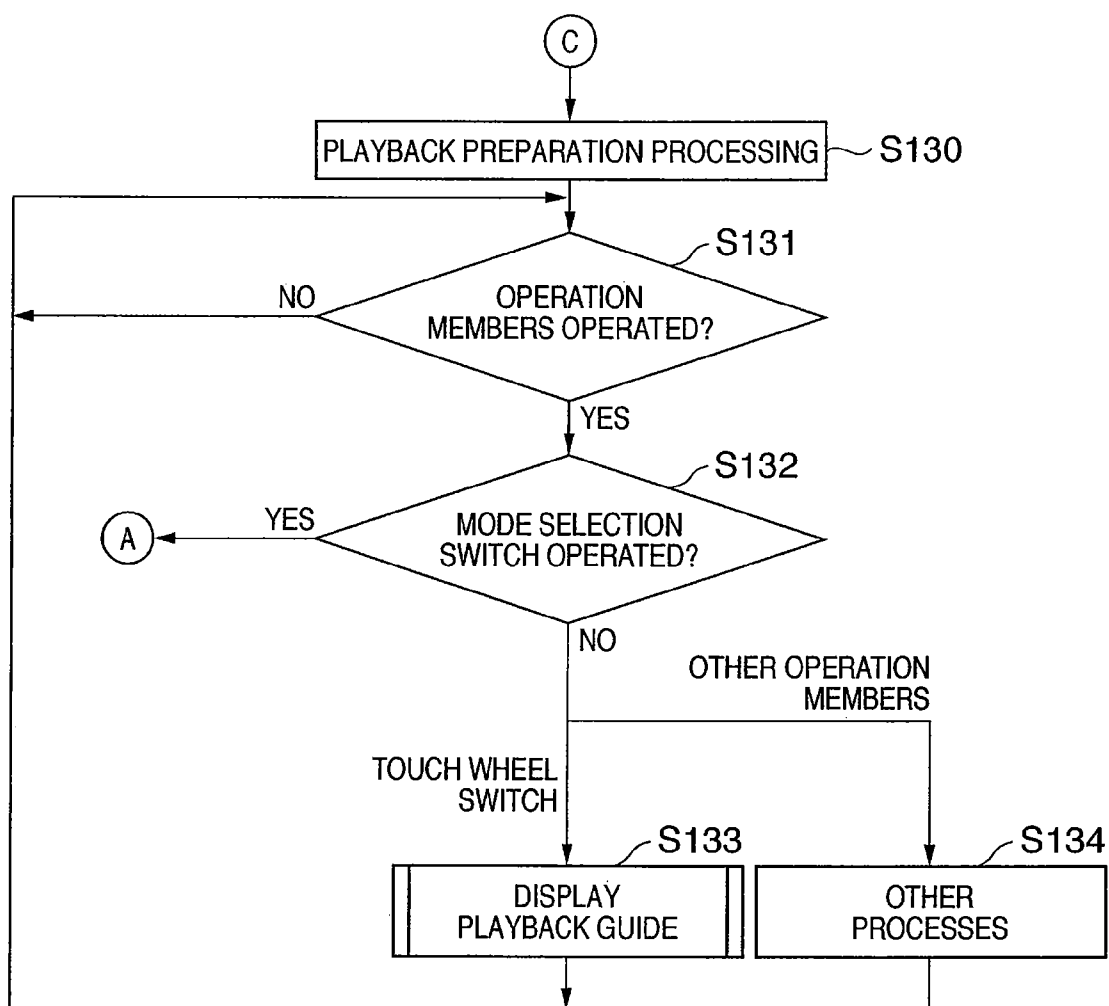 C
PLAYBACK PREPARATION PROCESSING
S130
S131
NO
OPERATION
MEMBERS OPERATED?
YES
S132
A
YES
MODE SELECTION
SWITCH OPERATED?
NO
OTHER OPERATION
MEMBERS
TOUCH WHEEL
SWITCH
S133
DISPLAY
PLAYBACK GUIDE
S134
OTHER
PROCESSES